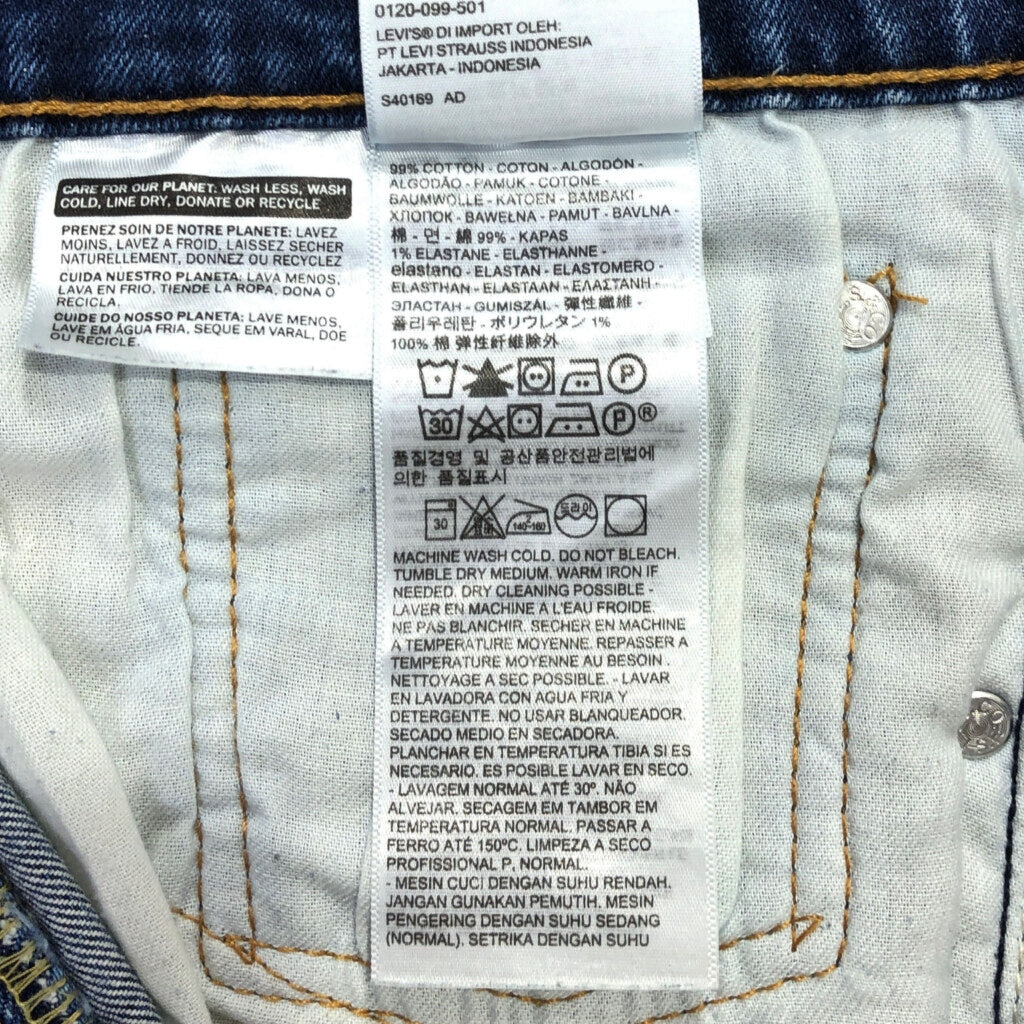 0120-099-501
LEVI'S® DI IMPORT OLEH:
PT LEVI STRAUSS INDONESIA
JAKARTA - INDONESIA
S40169 AD
CARE FOR OUR PLANET: WASH LESS, WASH
COLD, LINE DRY, DONATE OR RECYCLE
PRENEZ SOIN DE NOTRE PLANETE: LAVEZ
MOINS, LAVEZ A FROID, LAISSEZ SECHER
NATURELLEMENT, DONNEZ OU RECYCLEZ
CUIDA NUESTRO PLANETA: LAVA MENOS,
LAVA EN FRIO, TIENDE LA ROPA, DONA O
RECICLA.
CUIDE DO NOSSO PLANETA: LAVE MENOS,
LAVE EM ÁGUA FRIA, SEQUE EM VARAL, DOE
OU RECICLE.
99% COTTON - COTON - ALGODÓN -
ALGODÃO - PAMUK - COTONE -
BAUMWOLLE - KATOEN - BAMBAKI -
ХЛОПОК - BAWEŁNA - PAMUT - BAVLNA -
棉 - 면 - 綿 99% - KAPAS
1% ELASTANE - ELASTHANNE -
elastano - ELASTAN - ELASTOMERO -
ELASTHAN - ELASTAAN - ΕΛΑΣΤΑΝΗ -
ЭЛАСТАН - GUMISZÁL - 彈性纖維 -
폴리우레탄 - ポリウレタン 1%
100% 棉 弹性纤维除外
P
30 P ®
품질경영 및 공산품안전관리법에
의한 품질표시
30 140~160 드라이
MACHINE WASH COLD. DO NOT BLEACH.
TUMBLE DRY MEDIUM. WARM IRON IF
NEEDED. DRY CLEANING POSSIBLE -
LAVER EN MACHINE A L'EAU FROIDE.
NE PAS BLANCHIR. SECHER EN MACHINE
A TEMPERATURE MOYENNE. REPASSER A
TEMPERATURE MOYENNE AU BESOIN .
NETTOYAGE A SEC POSSIBLE. - LAVAR
EN LAVADORA CON AGUA FRIA Y
DETERGENTE. NO USAR BLANQUEADOR.
SECADO MEDIO EN SECADORA.
PLANCHAR EN TEMPERATURA TIBIA SI ES
NECESARIO. ES POSIBLE LAVAR EN SECO.
- LAVAGEM NORMAL ATÉ 30º. NÃO
ALVEJAR. SECAGEM EM TAMBOR EM
TEMPERATURA NORMAL. PASSAR A
FERRO ATÉ 150ºC. LIMPEZA A SECO
PROFISSIONAL P, NORMAL.
- MESIN CUCI DENGAN SUHU RENDAH.
JANGAN GUNAKAN PEMUTIH. MESIN
PENGERING DENGAN SUHU SEDANG
(NORMAL). SETRIKA DENGAN SUHU